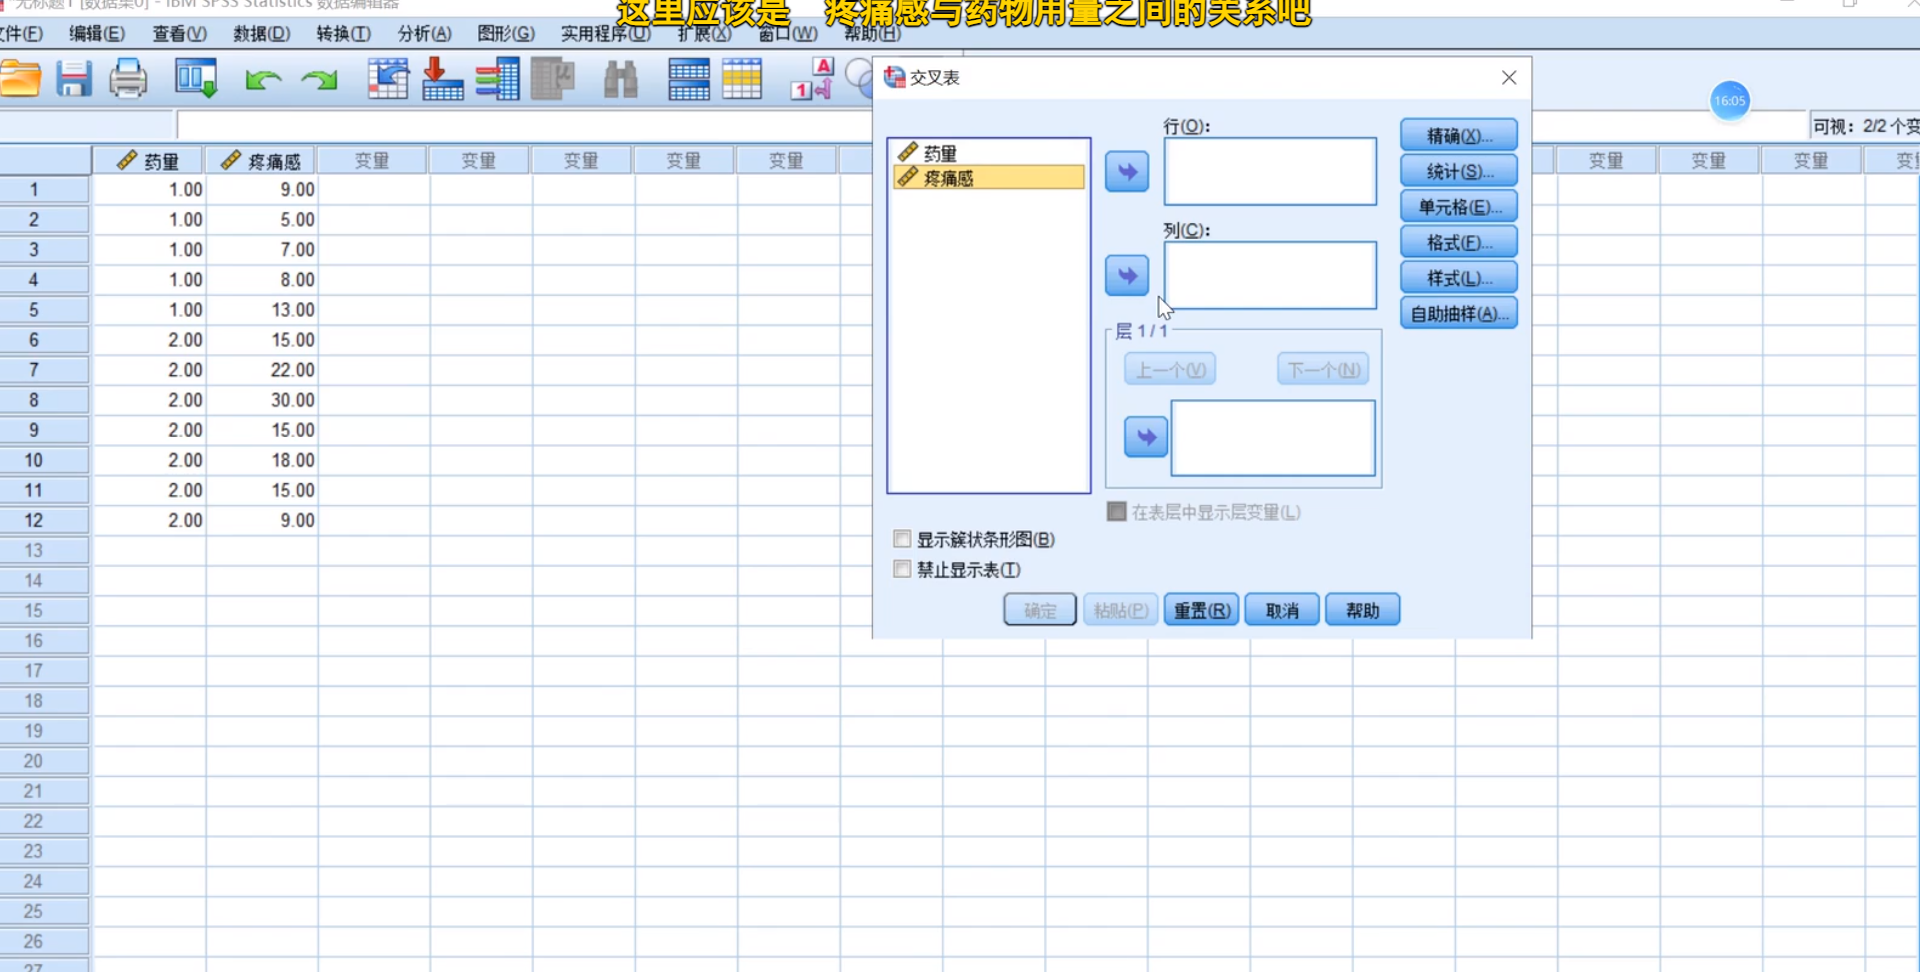 *无标题1 [数据集0] - IBM SPSS Statistics 数据编辑器
这里应该是 疼痛感与药物用量之间的关系吧
文件(F) 编辑(E) 查看(V) 数据(D) 转换(T) 分析(A) 图形(G) 实用程序(U) 扩展(X) 窗口(W) 帮助(H)
交叉表
16:05
可视: 2/2 个变
药量 疼痛感 变量 变量 变量 变量 变量 变量 变量 变量 变
1 1.00 9.00
2 1.00 5.00
3 1.00 7.00
4 1.00 8.00
5 1.00 13.00
6 2.00 15.00
7 2.00 22.00
8 2.00 30.00
9 2.00 15.00
10 2.00 18.00
11 2.00 15.00
12 2.00 9.00
13
14
15
16
17
18
19
20
21
22
23
24
25
26
27
药量
疼痛感
行(O):
列(C):
层 1 / 1
上一个(V) 下一个(N)
在表层中显示层变量(L)
精确(X)...
统计(S)...
单元格(E)...
格式(F)...
样式(L)...
自助抽样(A)...
显示簇状条形图(B)
禁止显示表(T)
确定 粘贴(P) 重置(R) 取消 帮助